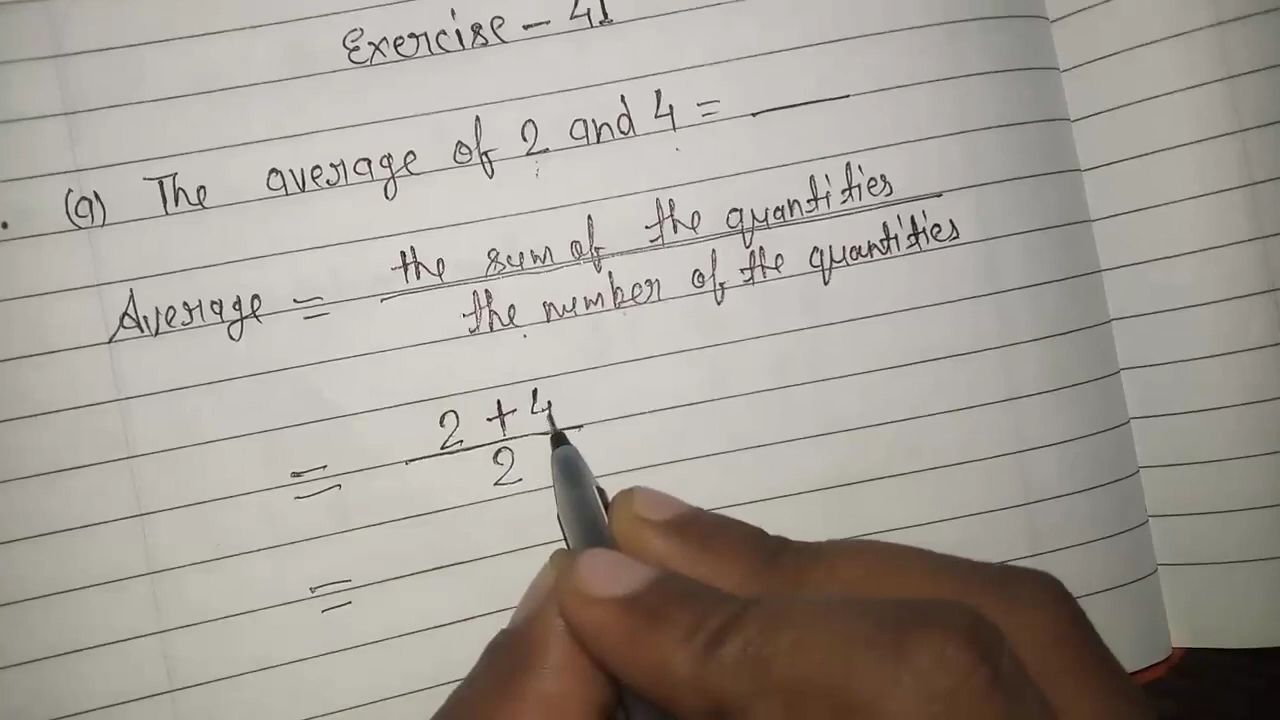 Exercise - 41
(a) The average of 2 and 4 = ____
Average = the sum of the quantities
the number of the quantities
= 2 + 4
2
=